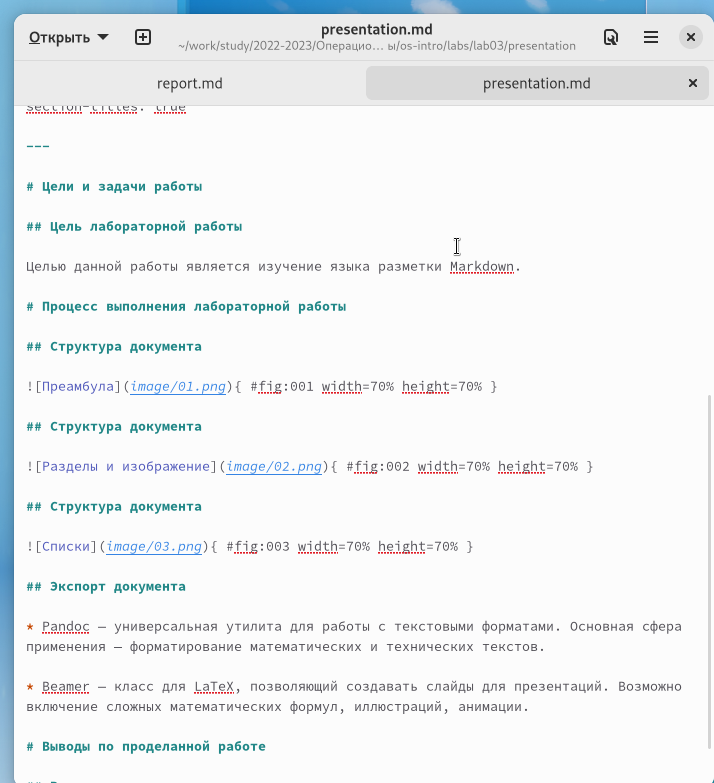 Открыть
presentation.md
~/work/study/2022-2023/Операцио… ы/os-intro/labs/lab03/presentation
report.md
presentation.md
section-titles: true
---
# Цели и задачи работы
## Цель лабораторной работы
Целью данной работы является изучение языка разметки Markdown.
# Процесс выполнения лабораторной работы
## Структура документа
![Преамбула](image/01.png){ #fig:001 width=70% height=70% }
## Структура документа
![Разделы и изображение](image/02.png){ #fig:002 width=70% height=70% }
## Структура документа
![Списки](image/03.png){ #fig:003 width=70% height=70% }
## Экспорт документа
* Pandoc — универсальная утилита для работы с текстовыми форматами. Основная сфера
применения — форматирование математических и технических текстов.
* Beamer — класс для LaTeX, позволяющий создавать слайды для презентаций. Возможно
включение сложных математических формул, иллюстраций, анимации.
# Выводы по проделанной работе
##